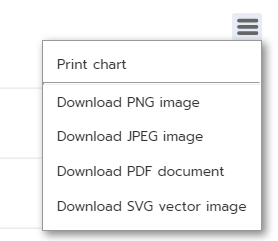 Print chart
Download PNG image
Download JPEG image
Download PDF document
Download SVG vector image